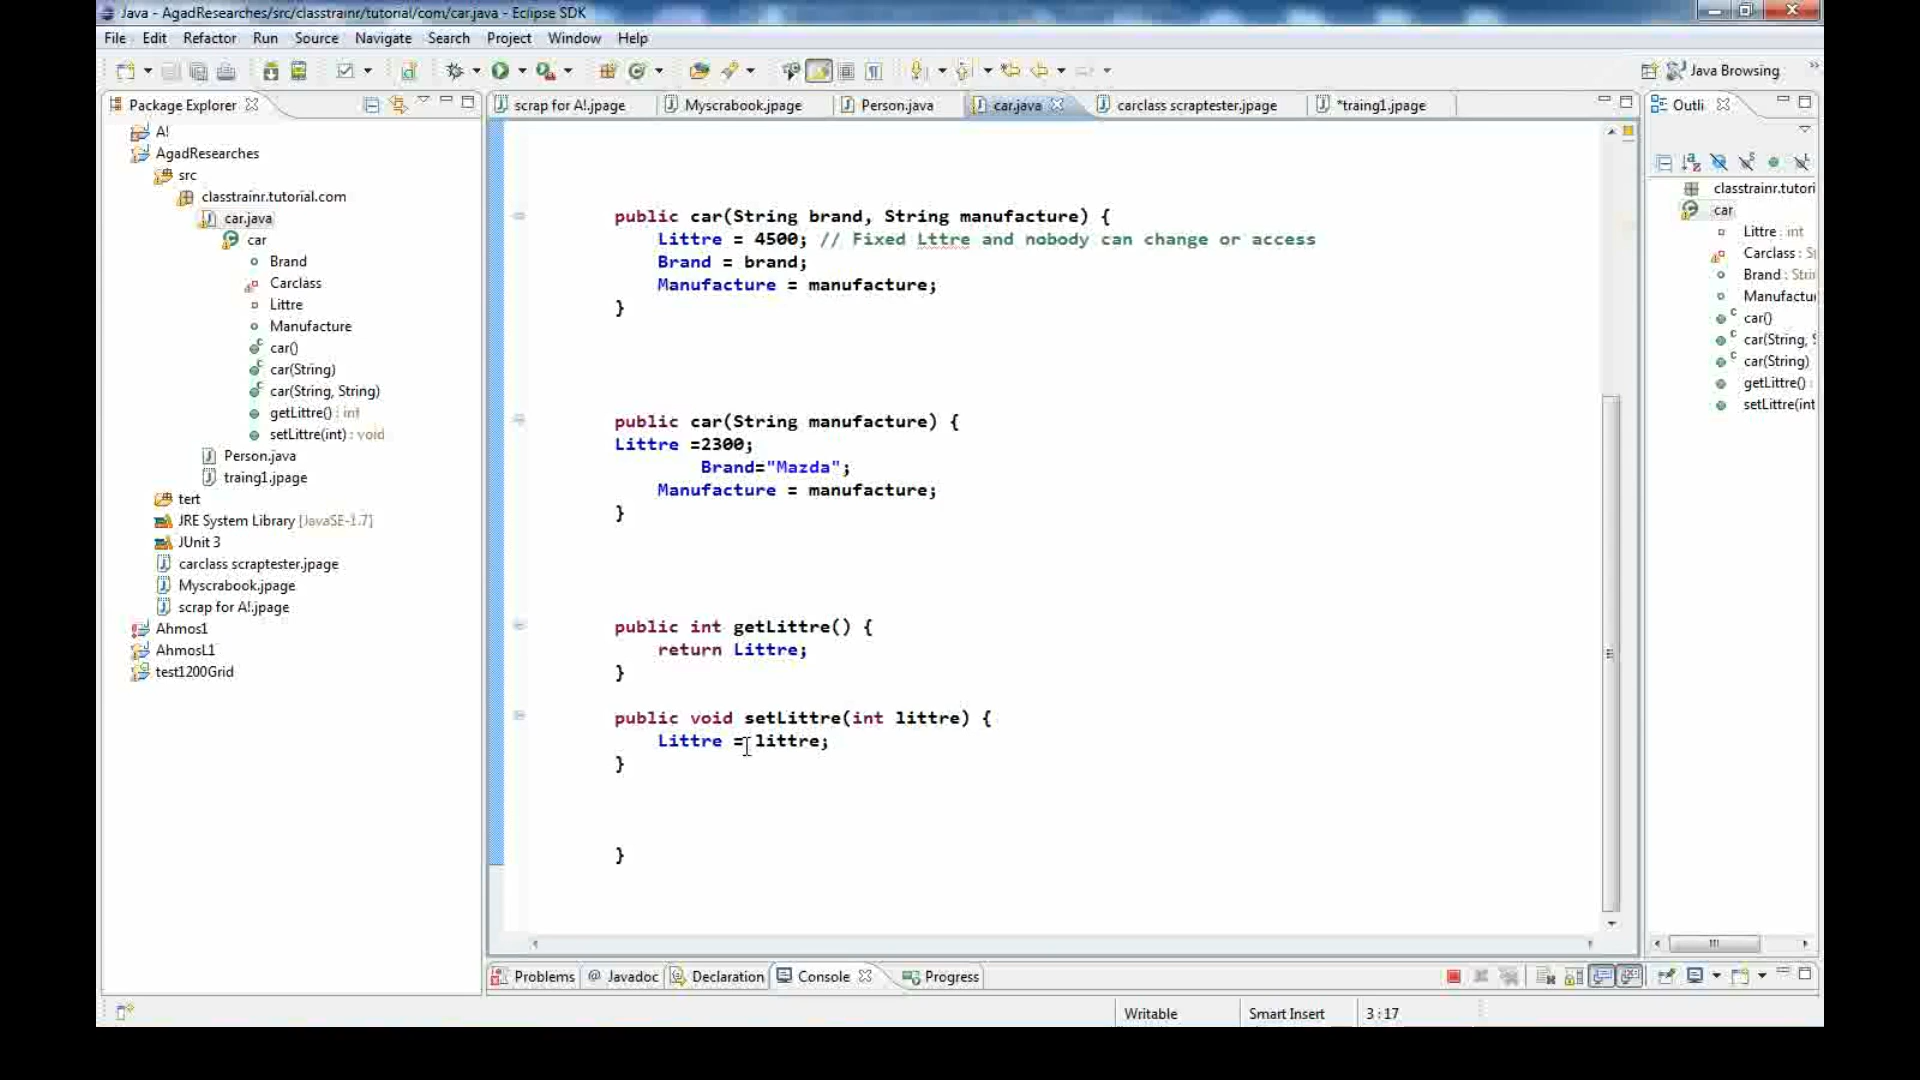 Java - AgadResearches/src/classtrainr/tutorial/com/car.java - Eclipse SDK
File Edit Refactor Run Source Navigate Search Project Window Help
Java Browsing
Package Explorer
scrap for A!.jpage Myscrabook.jpage Person.java car.java carclass scraptester.jpage *traing1.jpage
Outli
A!
AgadResearches
src
classtrainr.tutorial.com
car.java
car
Brand
Carclass
Littre
Manufacture
car()
car(String)
car(String, String)
getLittre() : int
setLittre(int) : void
Person.java
traing1.jpage
tert
JRE System Library [JavaSE-1.7]
JUnit 3
carclass scraptester.jpage
Myscrabook.jpage
scrap for A!.jpage
Ahmos1
AhmosL1
test1200Grid
public car(String brand, String manufacture) {
Littre = 4500; // Fixed Lttre and nobody can change or access
Brand = brand;
Manufacture = manufacture;
}
public car(String manufacture) {
Littre =2300;
Brand="Mazda";
Manufacture = manufacture;
}
public int getLittre() {
return Littre;
}
public void setLittre(int littre) {
Littre = littre;
}
}
classtrainr.tutori
car
Littre : int
Carclass : S
Brand : Strin
Manufactu
car()
car(String, S
car(String)
getLittre() :
setLittre(int
Problems @ Javadoc Declaration Console Progress
Writable Smart Insert 3 : 17